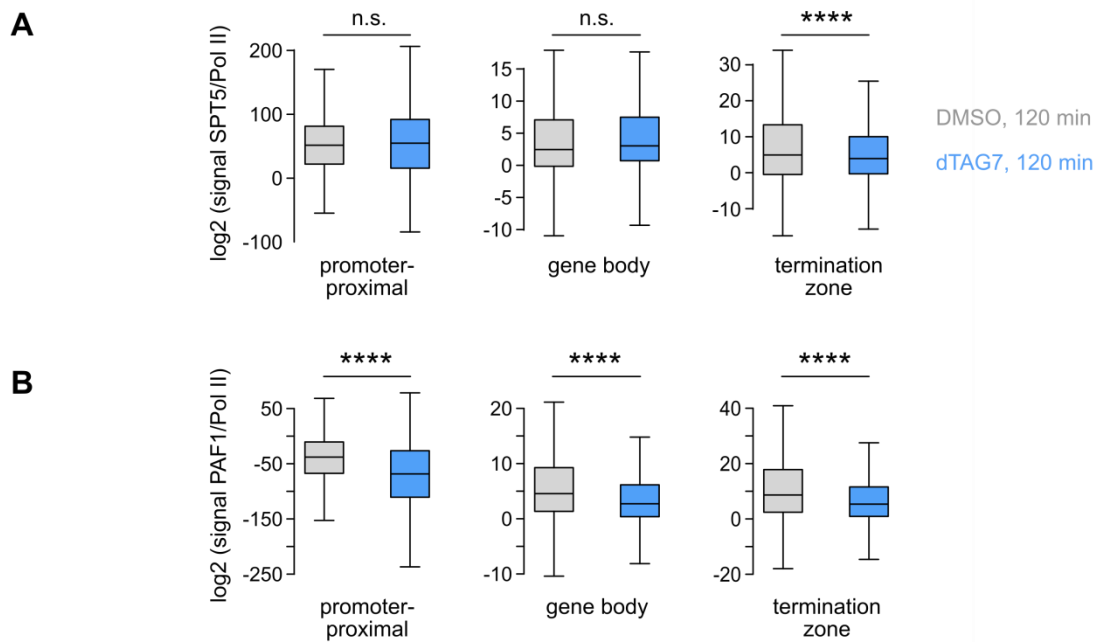 A
n.s.
n.s.
****
log2 (signal SPT5/Pol II)
200
100
0
-100
15
10
5
0
-5
-10
30
20
10
0
-10
DMSO, 120 min
dTAG7, 120 min
promoter-
proximal
gene body
termination
zone
B
****
****
****
log2 (signal PAF1/Pol II)
50
-50
-150
-250
20
10
0
-10
40
20
0
-20
promoter-
proximal
gene body
termination
zone